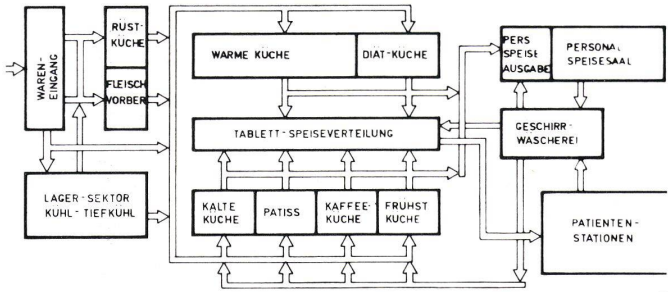 WAREN-
EINGANG
RÜST-
KÜCHE
FLEISCH
VORBER
WARME KÜCHE
DIÄT-KÜCHE
PERS
SPEISE
AUSGABE
PERSONAL
SPEISESAAL
TABLETT-SPEISEVERTEILUNG
GESCHIRR-
WÄSCHEREI
LAGER-SEKTOR
KÜHL-TIEFKÜHL
KALTE
KÜCHE
PATISS
KAFFEE-
KÜCHE
FRÜHST
KÜCHE
PATIENTEN-
STATIONEN